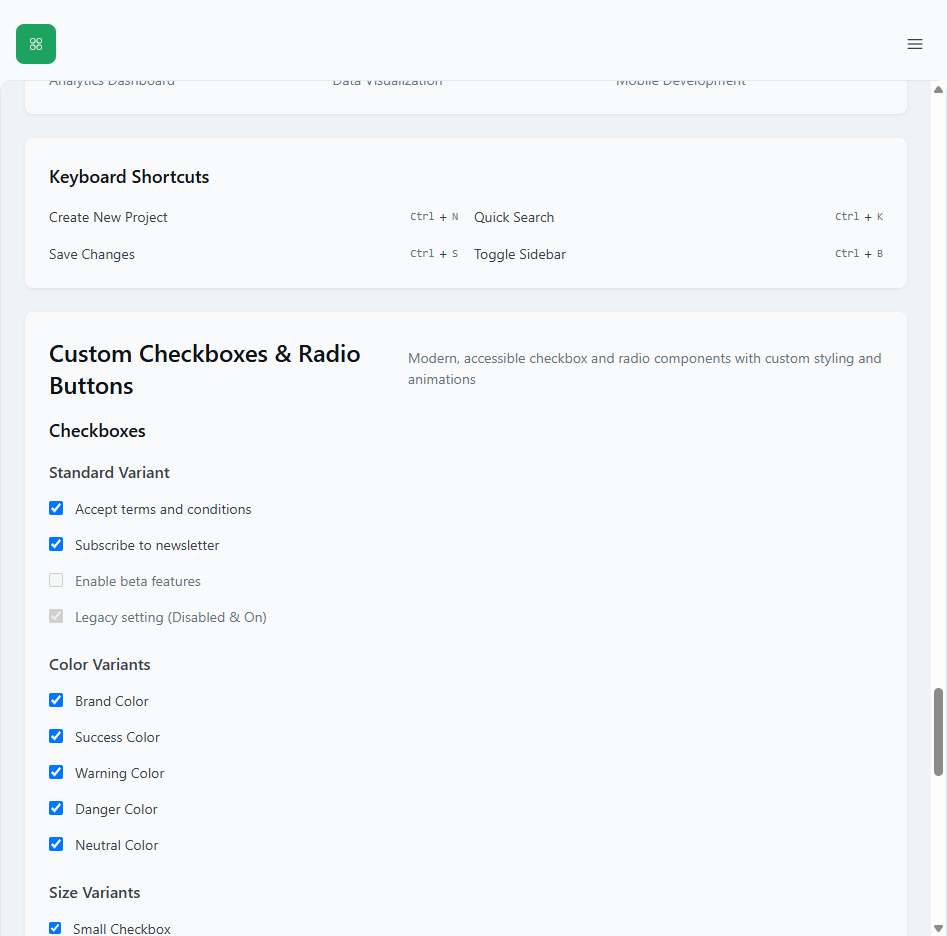 Analytics Dashboard Data Visualization Mobile Development
Keyboard Shortcuts
Create New Project Ctrl + N Quick Search Ctrl + K
Save Changes Ctrl + S Toggle Sidebar Ctrl + B
Custom Checkboxes & Radio
Buttons
Modern, accessible checkbox and radio components with custom styling and
animations
Checkboxes
Standard Variant
Accept terms and conditions
Subscribe to newsletter
Enable beta features
Legacy setting (Disabled & On)
Color Variants
Brand Color
Success Color
Warning Color
Danger Color
Neutral Color
Size Variants
Small Checkbox